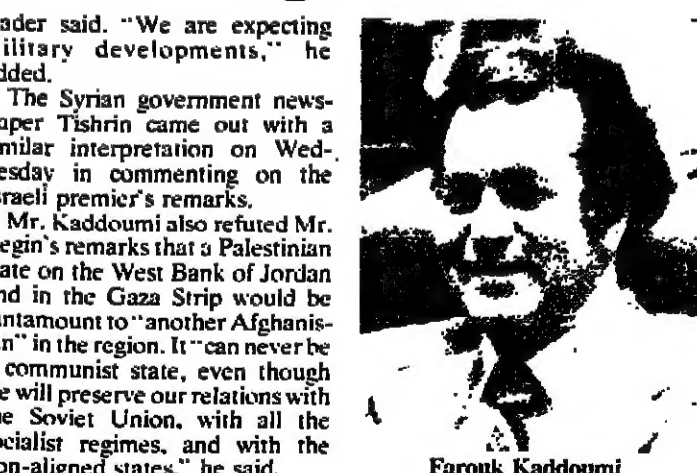 ader said. "We are expecting
ilitary developments," he
dded.
The Syrian government news-
aper Tishrin came out with a
milar interpretation on Wed-
esday in commenting on the
sraeli premier's remarks.
Mr. Kaddoumi also refuted Mr.
egin's remarks that a Palestinian
ate on the West Bank of Jordan
nd in the Gaza Strip would be
untamount to "another Afghanis-
n" in the region. It "can never be
communist state, even though
e will preserve our relations with
e Soviet Union, with all the
ocialist regimes, and with the
on-aligned states," he said.
Farouk Kaddoumi